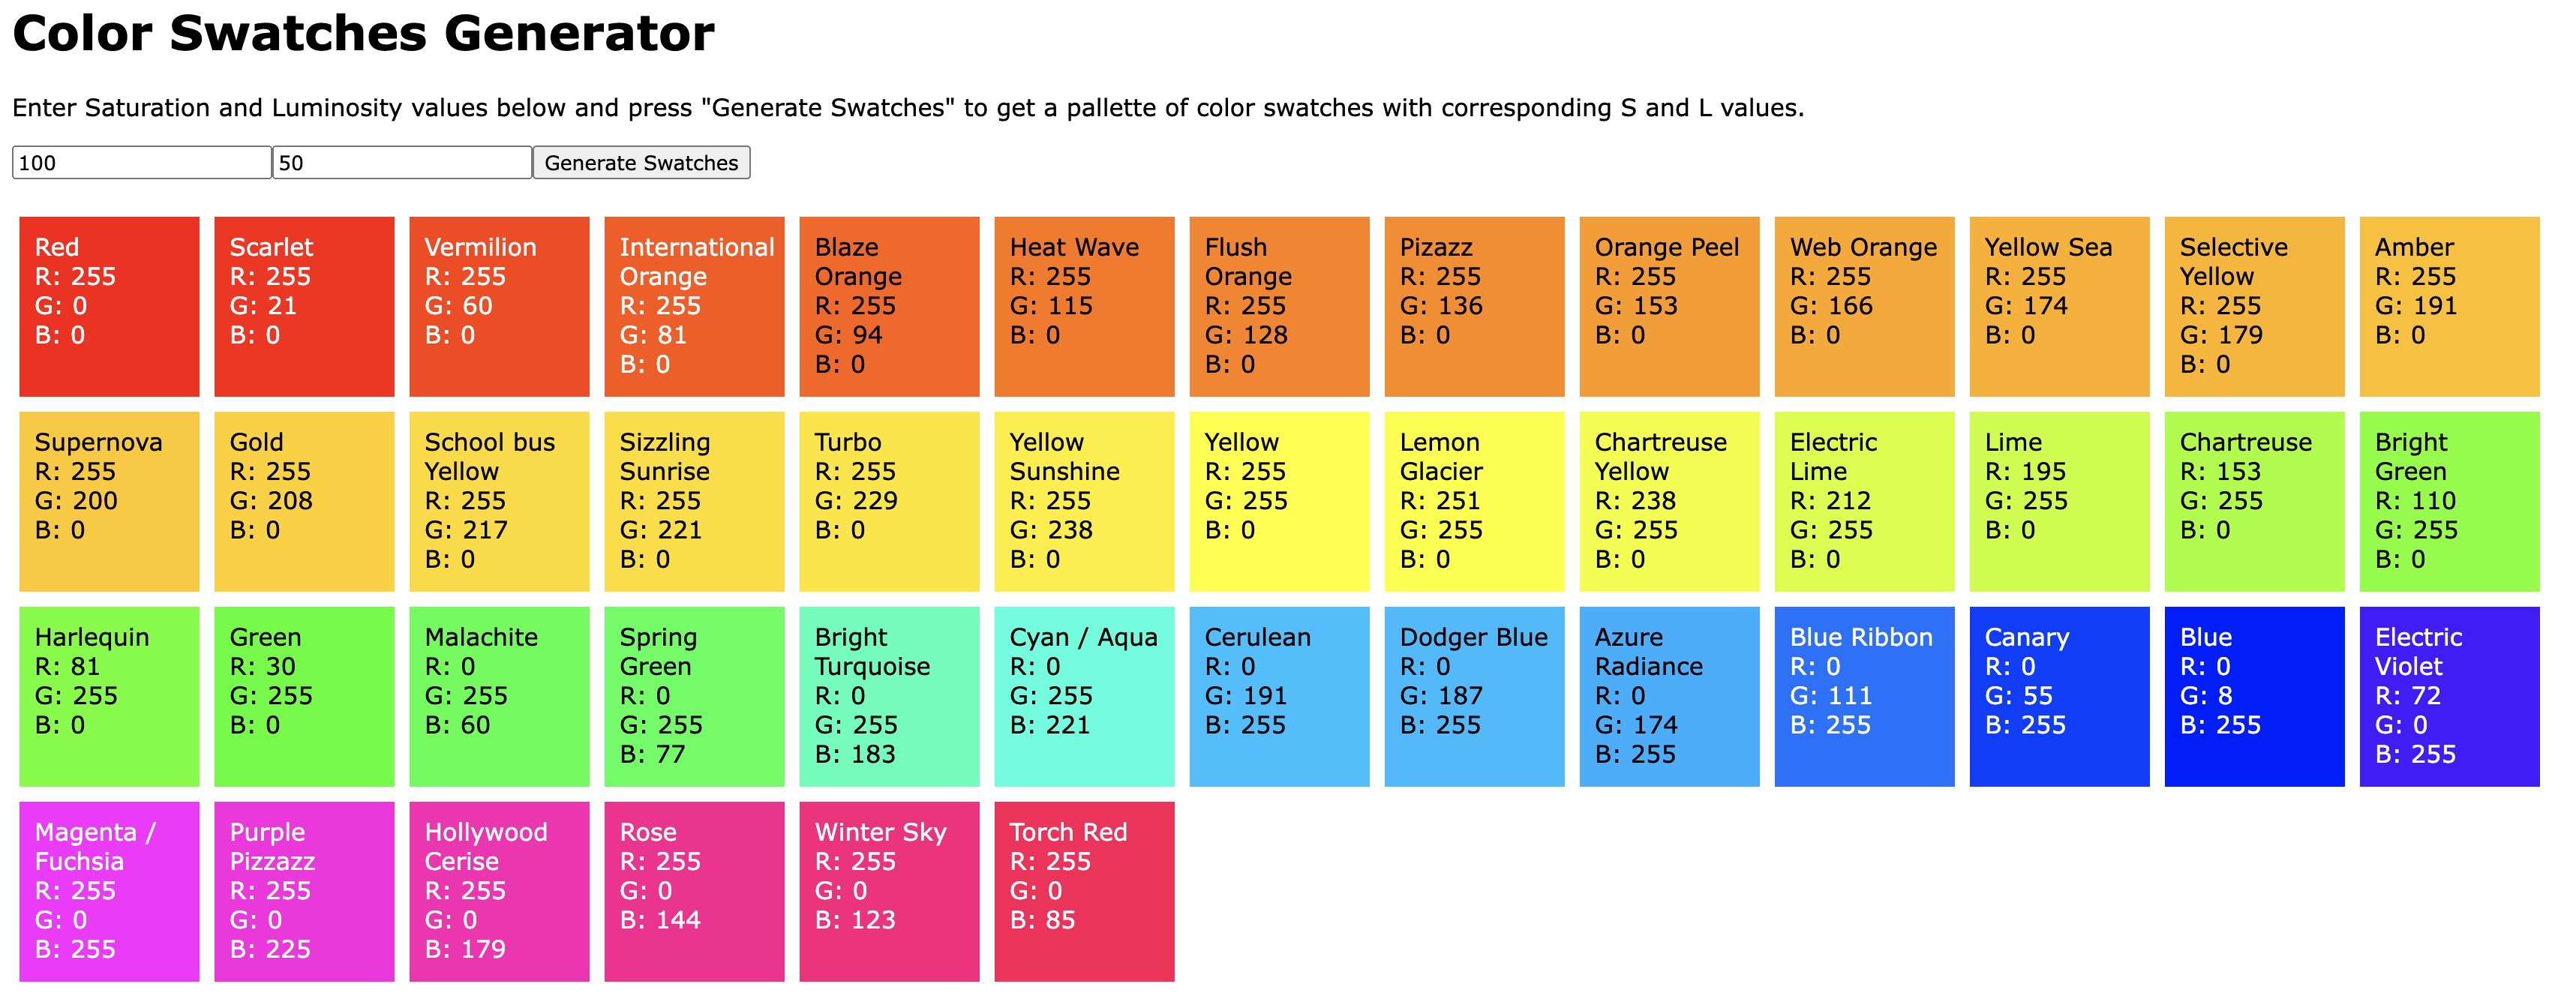 Color Swatches Generator
Enter Saturation and Luminosity values below and press "Generate Swatches" to get a pallette of color swatches with corresponding S and L values.
100
50
Generate Swatches
Red
R: 255
G: 0
B: 0
Scarlet
R: 255
G: 21
B: 0
Vermilion
R: 255
G: 60
B: 0
International
Orange
R: 255
G: 81
B: 0
Blaze
Orange
R: 255
G: 94
B: 0
Heat Wave
R: 255
G: 115
B: 0
Flush
Orange
R: 255
G: 128
B: 0
Pizazz
R: 255
G: 136
B: 0
Orange Peel
R: 255
G: 153
B: 0
Web Orange
R: 255
G: 166
B: 0
Yellow Sea
R: 255
G: 174
B: 0
Selective
Yellow
R: 255
G: 179
B: 0
Amber
R: 255
G: 191
B: 0
Supernova
R: 255
G: 200
B: 0
Gold
R: 255
G: 208
B: 0
School bus
Yellow
R: 255
G: 217
B: 0
Sizzling
Sunrise
R: 255
G: 221
B: 0
Turbo
R: 255
G: 229
B: 0
Yellow
Sunshine
R: 255
G: 238
B: 0
Yellow
R: 255
G: 255
B: 0
Lemon
Glacier
R: 251
G: 255
B: 0
Chartreuse
Yellow
R: 238
G: 255
B: 0
Electric
Lime
R: 212
G: 255
B: 0
Lime
R: 195
G: 255
B: 0
Chartreuse
R: 153
G: 255
B: 0
Bright
Green
R: 110
G: 255
B: 0
Harlequin
R: 81
G: 255
B: 0
Green
R: 30
G: 255
B: 0
Malachite
R: 0
G: 255
B: 60
Spring
Green
R: 0
G: 255
B: 77
Bright
Turquoise
R: 0
G: 255
B: 183
Cyan / Aqua
R: 0
G: 255
B: 221
Cerulean
R: 0
G: 191
B: 255
Dodger Blue
R: 0
G: 187
B: 255
Azure
Radiance
R: 0
G: 174
B: 255
Blue Ribbon
R: 0
G: 111
B: 255
Canary
R: 0
G: 55
B: 255
Blue
R: 0
G: 8
B: 255
Electric
Violet
R: 72
G: 0
B: 255
Magenta /
Fuchsia
R: 255
G: 0
B: 255
Purple
Pizzazz
R: 255
G: 0
B: 225
Hollywood
Cerise
R: 255
G: 0
B: 179
Rose
R: 255
G: 0
B: 144
Winter Sky
R: 255
G: 0
B: 123
Torch Red
R: 255
G: 0
B: 85